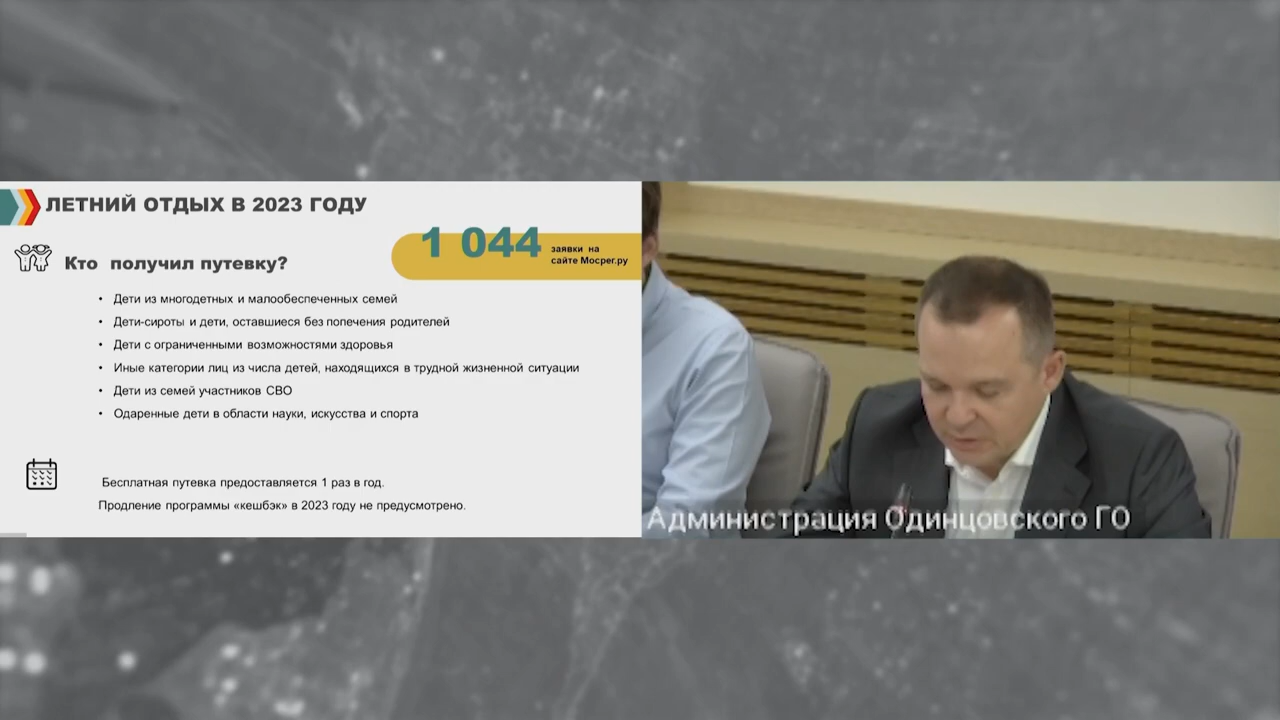 ЛЕТНИЙ ОТДЫХ В 2023 ГОДУ
1 044
заявки на
сайте Мосрег.ру
Кто получил путевку?
• Дети из многодетных и малообеспеченных семей
• Дети-сироты и дети, оставшиеся без попечения родителей
• Дети с ограниченными возможностями здоровья
• Иные категории лиц из числа детей, находящихся в трудной жизненной ситуации
• Дети из семей участников СВО
• Одаренные дети в области науки, искусства и спорта
Бесплатная путевка предоставляется 1 раз в год.
Продление программы «кешбэк» в 2023 году не предусмотрено.
Администрация Одинцовского ГО